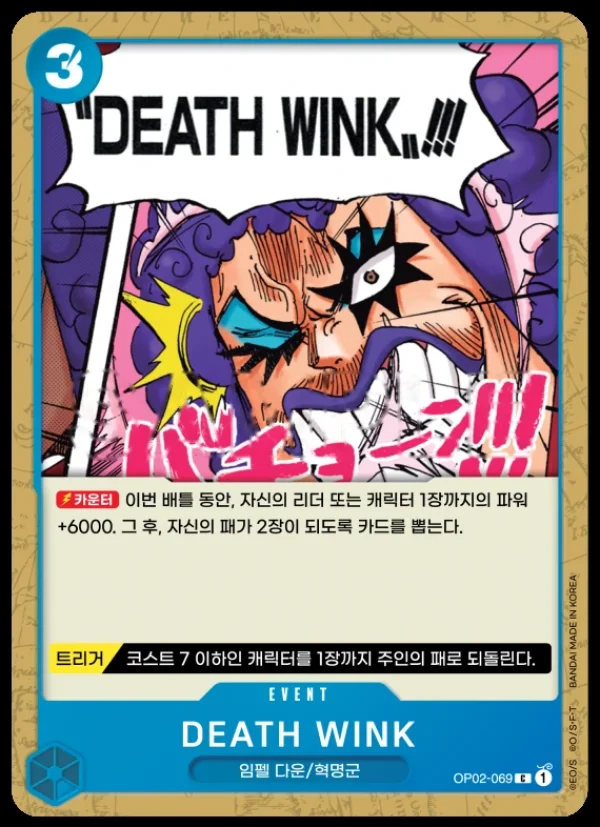 3
"DEATH WINK„!!!
バチョーン!!!
카운터 이번 배틀 동안, 자신의 리더 또는 캐릭터 1장까지의 파워
+6000. 그 후, 자신의 패가 2장이 되도록 카드를 뽑는다.
트리거 코스트 7 이하인 캐릭터를 1장까지 주인의 패로 되돌린다.
EVENT
DEATH WINK
임펠 다운/혁명군
OP02-069 C 1
©EO/S ©O/S·F·T BANDAI MADE IN KOREA